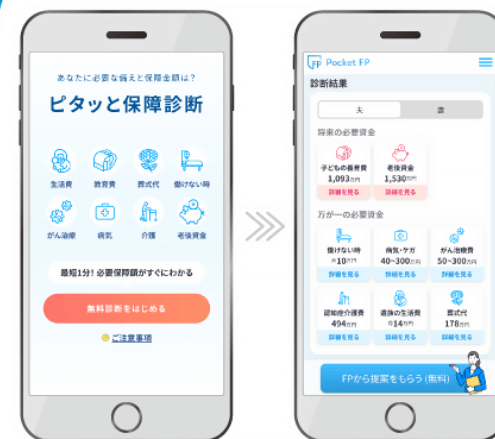 あなたに必要な備えと保障金額は?
ピタッと保障診断
生活費 教育費 葬式代 働けない時
がん治療 病気 介護 老後資金
最短1分! 必要保障額がすぐにわかる
無料診断をはじめる
ご注意事項
FP Pocket FP
診断結果
夫 妻
将来の必要資金
子どもの養育費 老後資金
1,093万円 1,530万円
詳細を見る 詳細を見る
万が一の必要資金
働けない時 病気・ケガ がん治療費
月10万円 40~300万円 50~300万円
詳細を見る 詳細を見る 詳細を見る
認知症介護費 遺族の生活費 葬式代
494万円 月14万円 178万円
詳細を見る 詳細を見る 詳細を見る
FPから提案をもらう(無料)